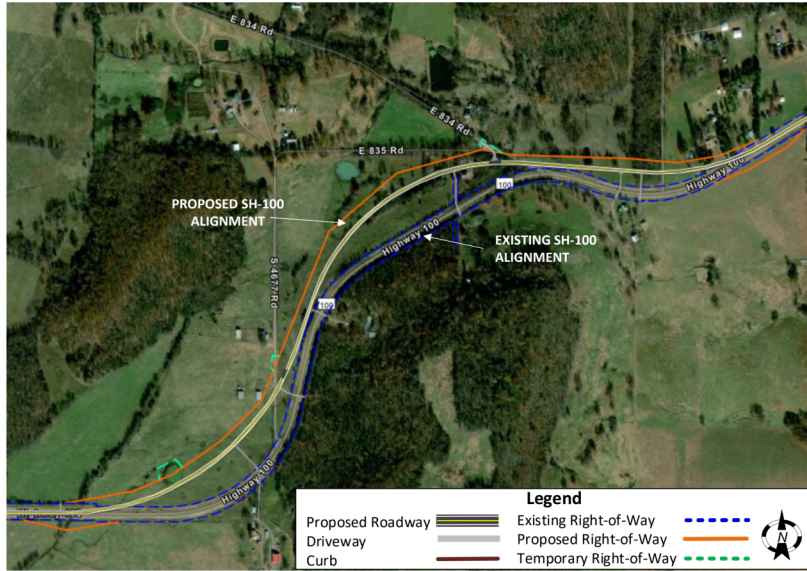 E 834 Rd
E 834 Rd
E 835 Rd
Highway 100
100
PROPOSED SH-100
ALIGNMENT
Highway 100
EXISTING SH-100
ALIGNMENT
S 4677 Rd
100
Highway 100
Legend
Proposed Roadway
Existing Right-of-Way
Driveway
Proposed Right-of-Way
Curb
Temporary Right-of-Way
N